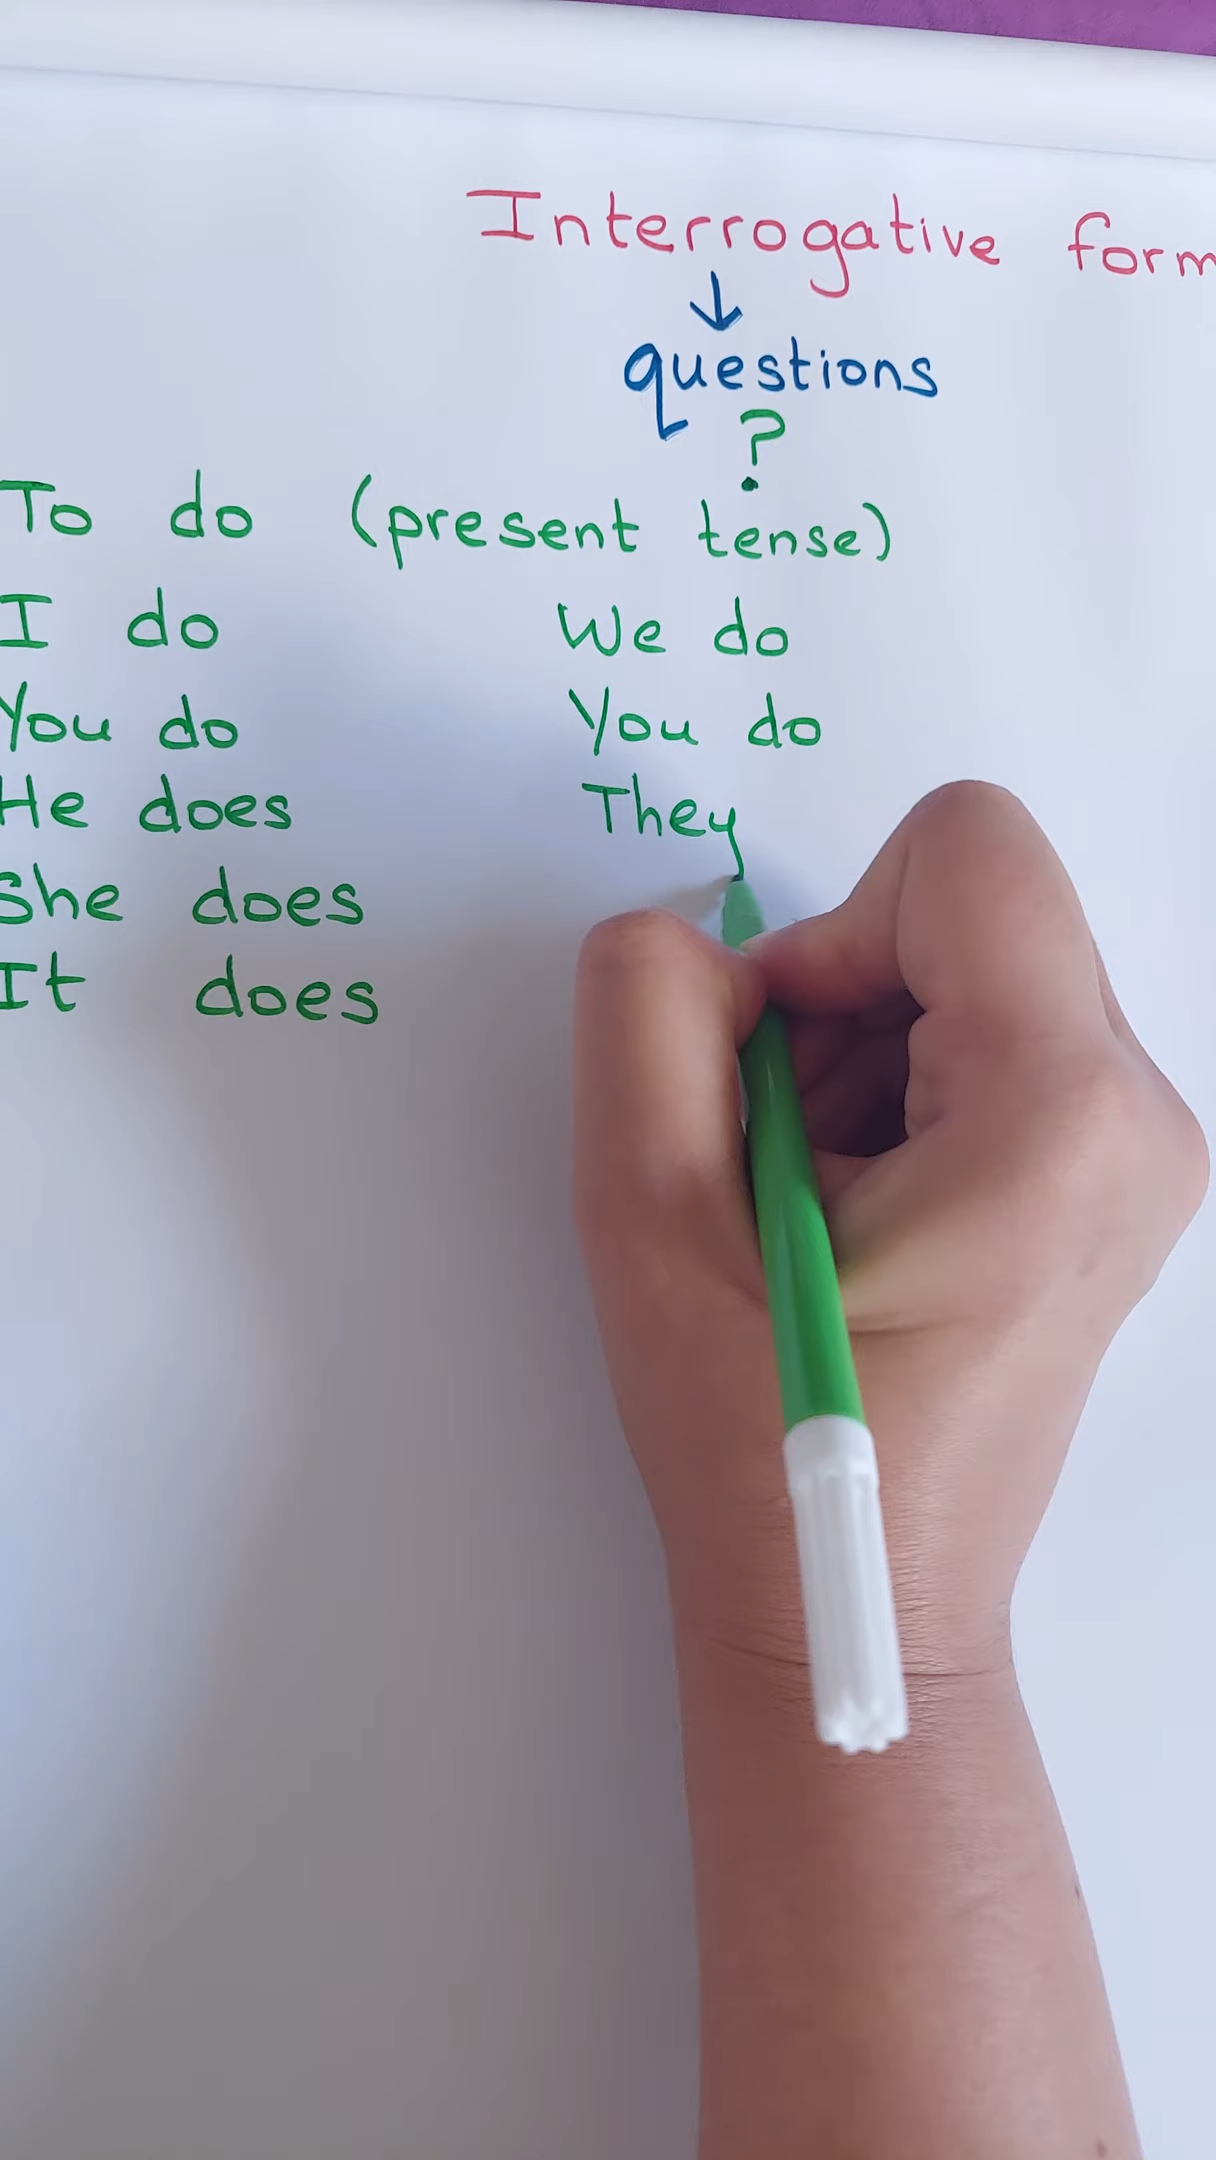 Interrogative form
↓
questions
?
To do (present tense)
I do We do
You do You do
He does They
She does
It does